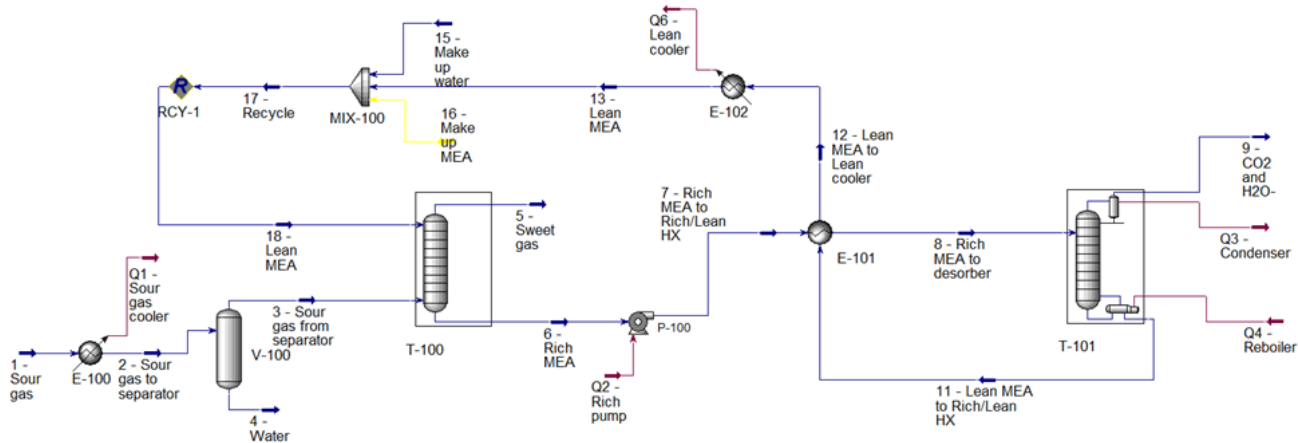 Q6 -
Lean
cooler
15 -
Make
up
water
R
RCY-1
17 -
Recycle
MIX-100
16 -
Make
up
MEA
13 -
Lean
MEA
E-102
12 - Lean
MEA to
Lean
cooler
9 -
CO2
and
H2O-
7 - Rich
MEA to
Rich/Lean
HX
5 -
Sweet
gas
18 -
Lean
MEA
E-101
8 - Rich
MEA to
desorber
Q3 -
Condenser
Q1 -
Sour
gas
cooler
3 - Sour
gas from
separator
T-100
6 -
Rich
MEA
P-100
T-101
Q4 -
Reboiler
1 -
Sour
gas
E-100
2 - Sour
gas to
separator
V-100
4 -
Water
Q2 -
Rich
pump
11 - Lean MEA
to Rich/Lean
HX